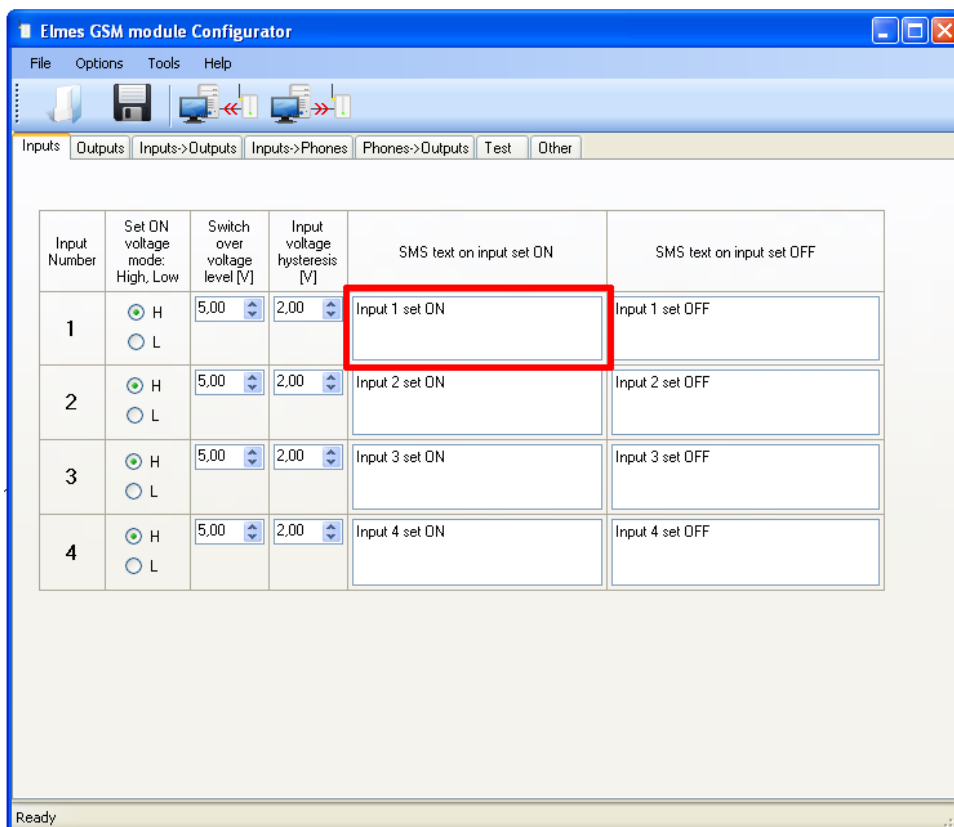 Elmes GSM module Configurator
File Options Tools Help
Inputs Outputs Inputs->Outputs Inputs->Phones Phones->Outputs Test Other
Input Number
Set ON voltage mode: High, Low
Switch over voltage level [V]
Input voltage hysteresis [V]
SMS text on input set ON
SMS text on input set OFF
1
H
L
5,00
2,00
Input 1 set ON
Input 1 set OFF
2
H
L
5,00
2,00
Input 2 set ON
Input 2 set OFF
3
H
L
5,00
2,00
Input 3 set ON
Input 3 set OFF
4
H
L
5,00
2,00
Input 4 set ON
Input 4 set OFF
Ready